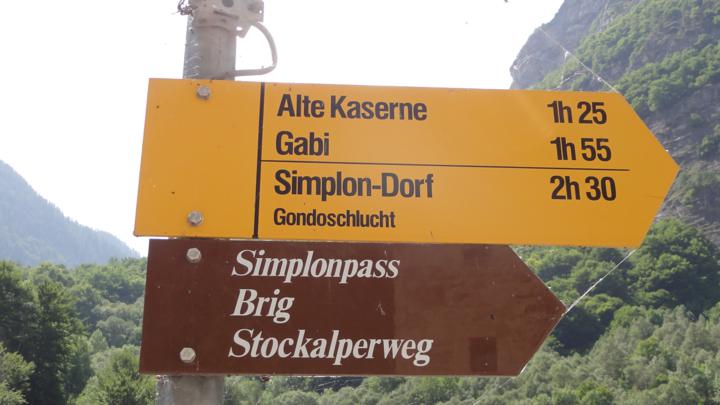 Alte Kaserne 1h 25
Gabi 1h 55
Simplon-Dorf 2h 30
Gondoschlucht
Simplonpass
Brig
Stockalperweg